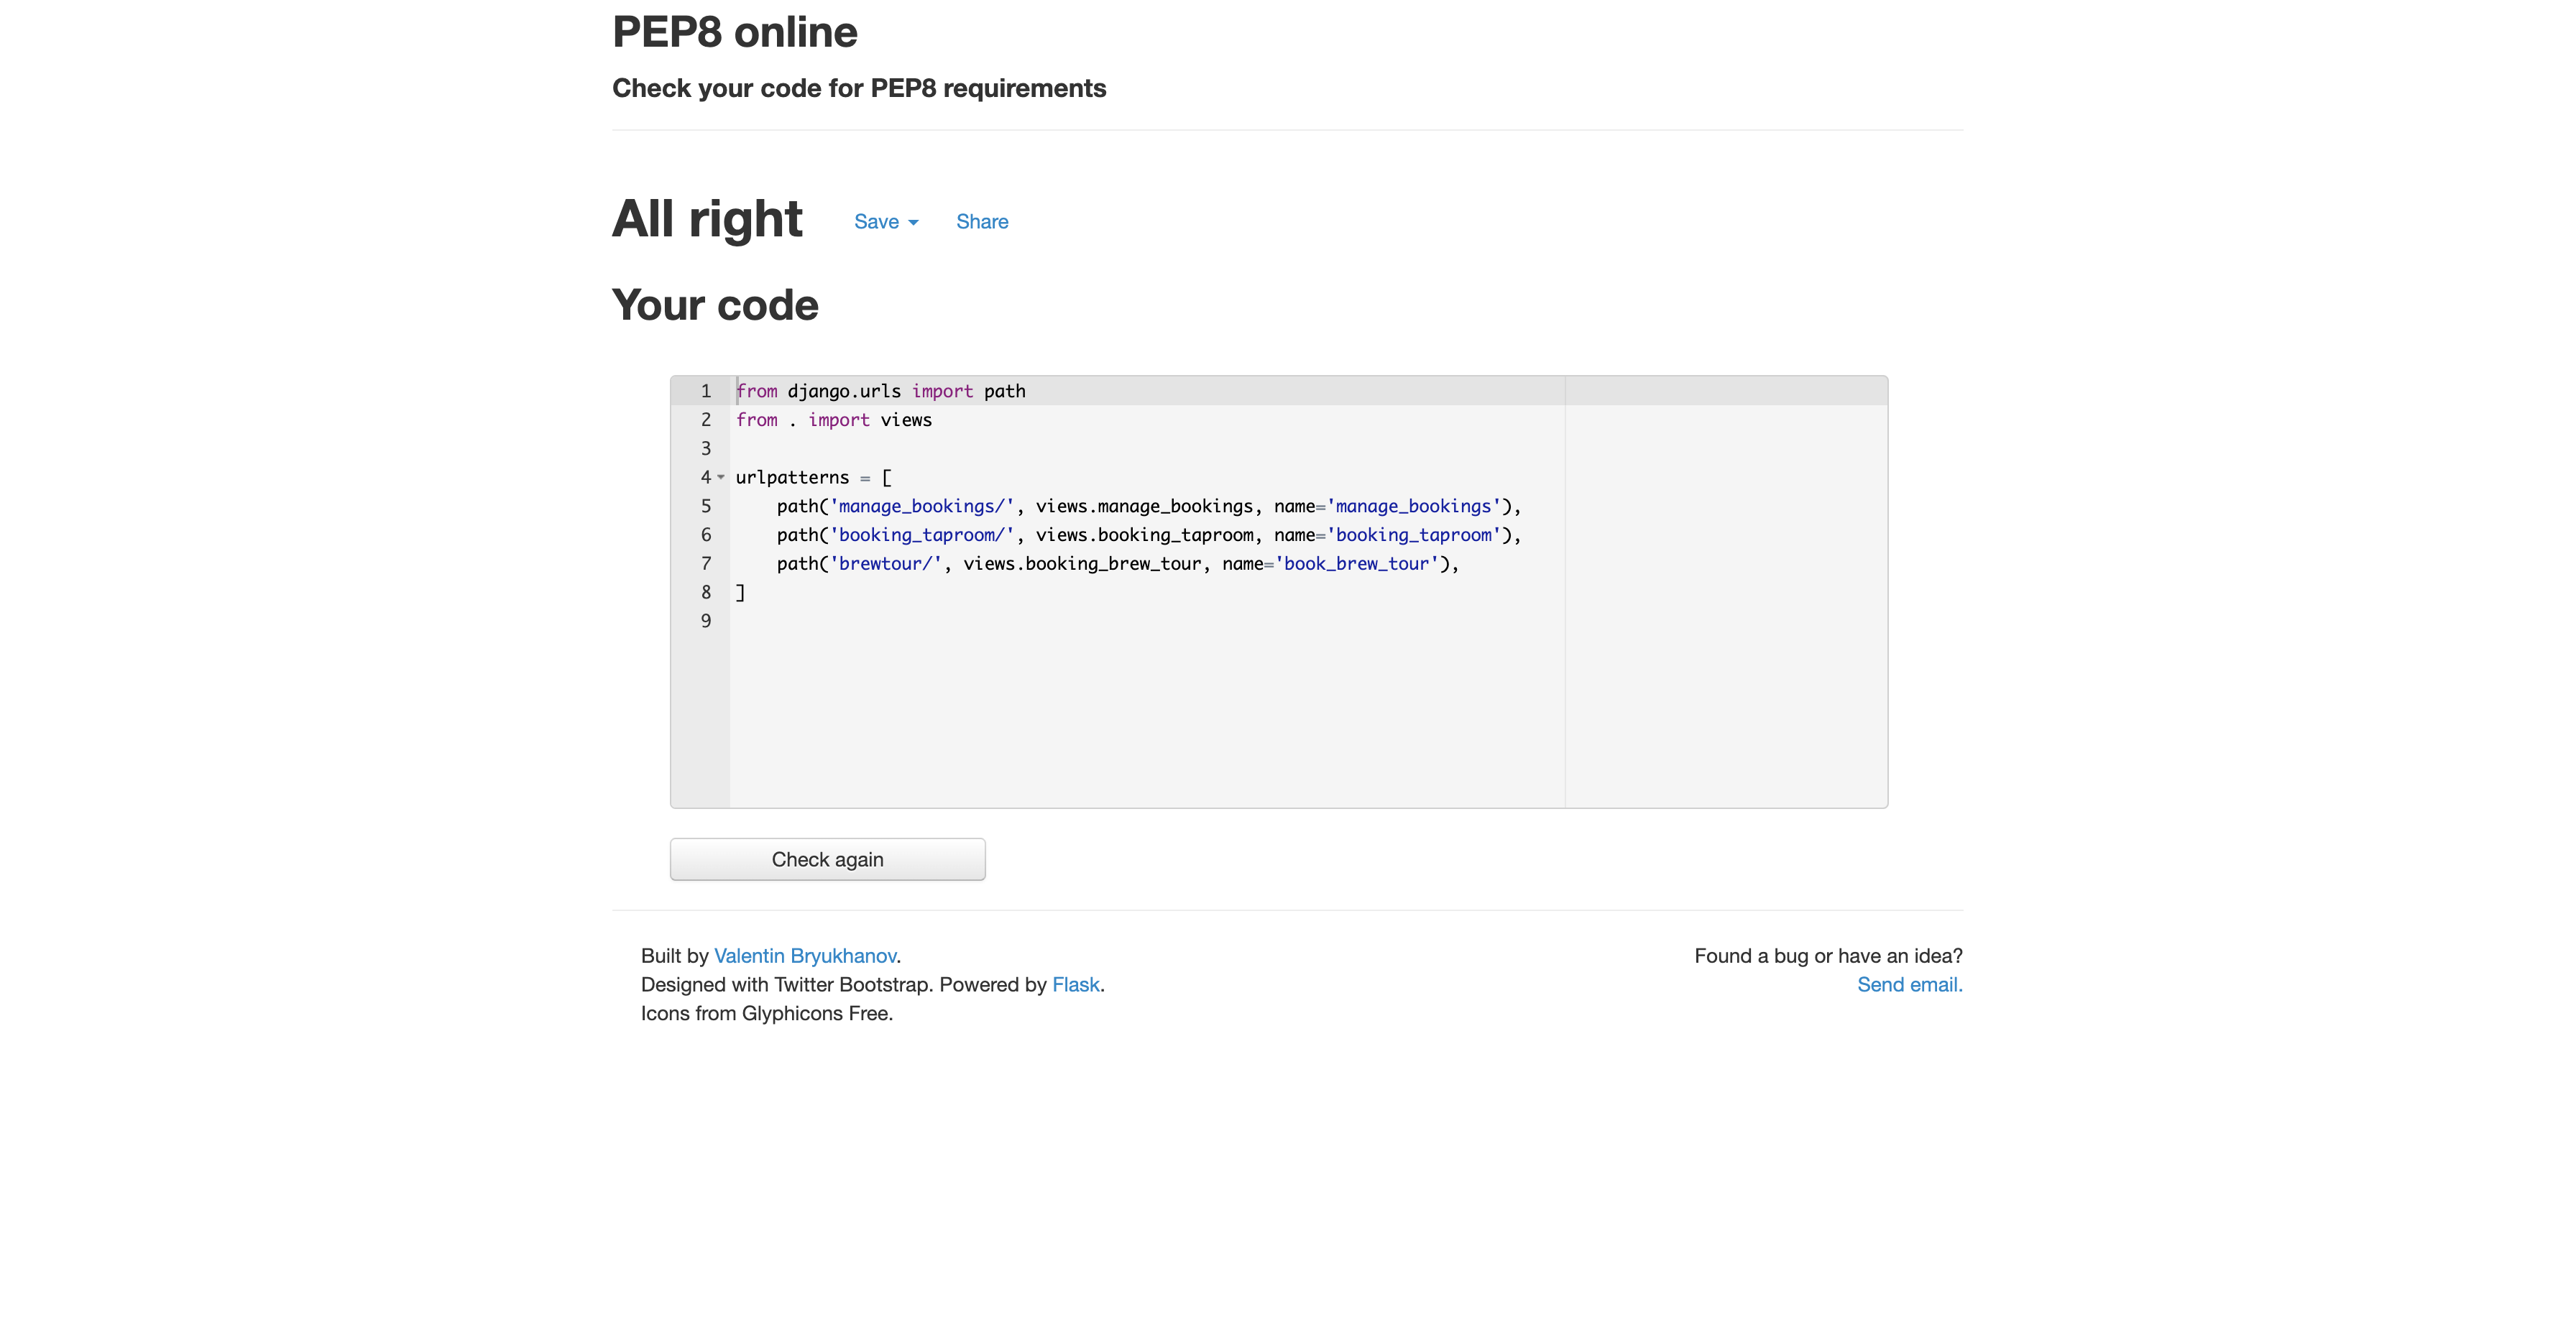 PEP8 online
Check your code for PEP8 requirements
All right Save Share
Your code
1 from django.urls import path
2 from . import views
3
4 urlpatterns = [
5     path('manage_bookings/', views.manage_bookings, name='manage_bookings'),
6     path('booking_taproom/', views.booking_taproom, name='booking_taproom'),
7     path('brewtour/', views.booking_brew_tour, name='book_brew_tour'),
8 ]
9
Check again
Built by Valentin Bryukhanov.
Designed with Twitter Bootstrap. Powered by Flask.
Icons from Glyphicons Free.
Found a bug or have an idea?
Send email.